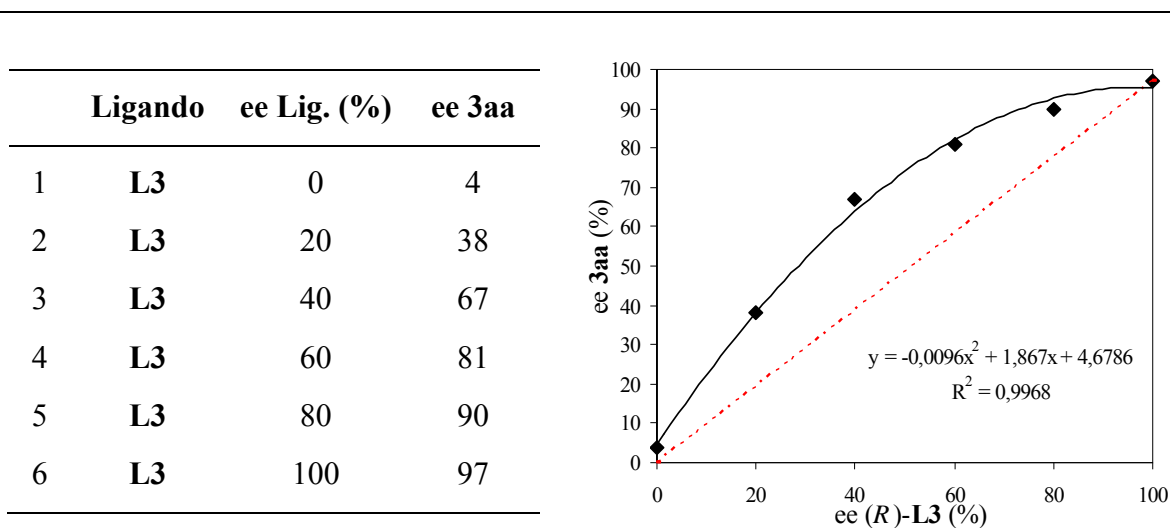 Ligando ee Lig. (%) ee 3aa
1 L3 0 4
2 L3 20 38
3 L3 40 67
4 L3 60 81
5 L3 80 90
6 L3 100 97
100
90
80
70
60
50
40
30
20
10
0
ee 3aa (%)
y = -0,0096x² + 1,867x + 4,6786
R² = 0,9968
0 20 40 60 80 100
ee (R)-L3 (%)